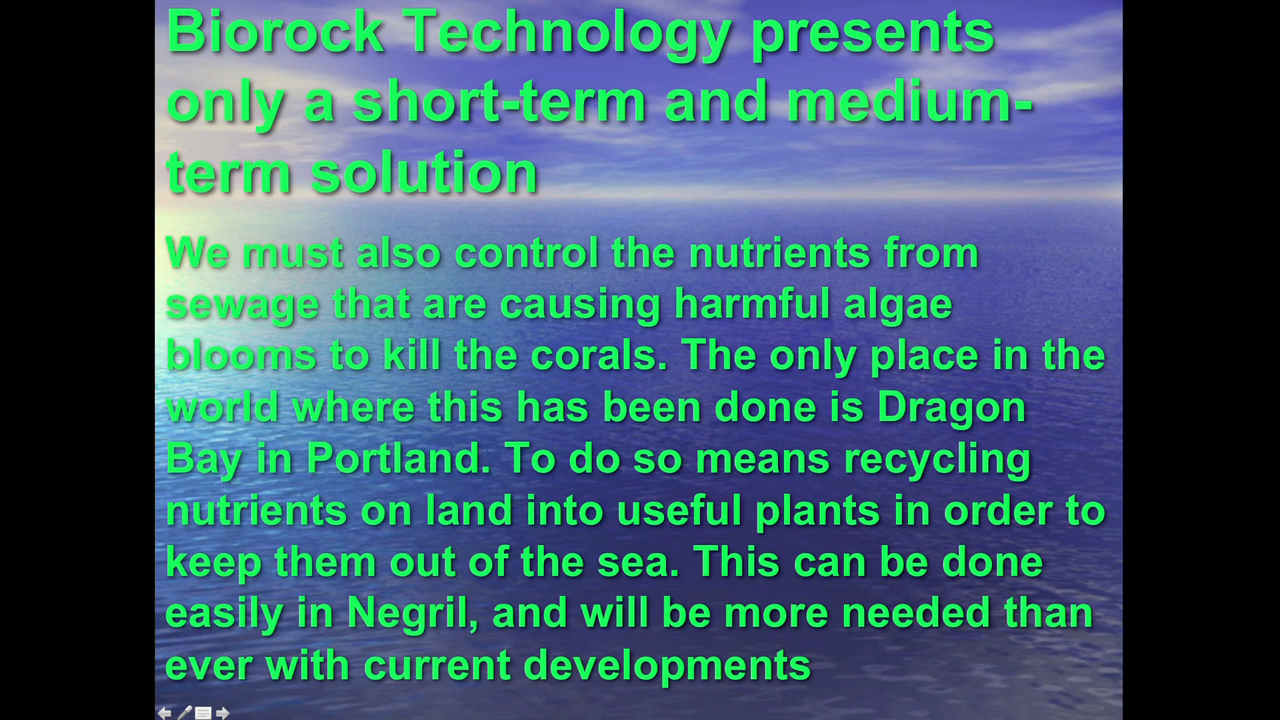 Biorock Technology presents
only a short-term and medium-
term solution
We must also control the nutrients from
sewage that are causing harmful algae
blooms to kill the corals. The only place in the
world where this has been done is Dragon
Bay in Portland. To do so means recycling
nutrients on land into useful plants in order to
keep them out of the sea. This can be done
easily in Negril, and will be more needed than
ever with current developments